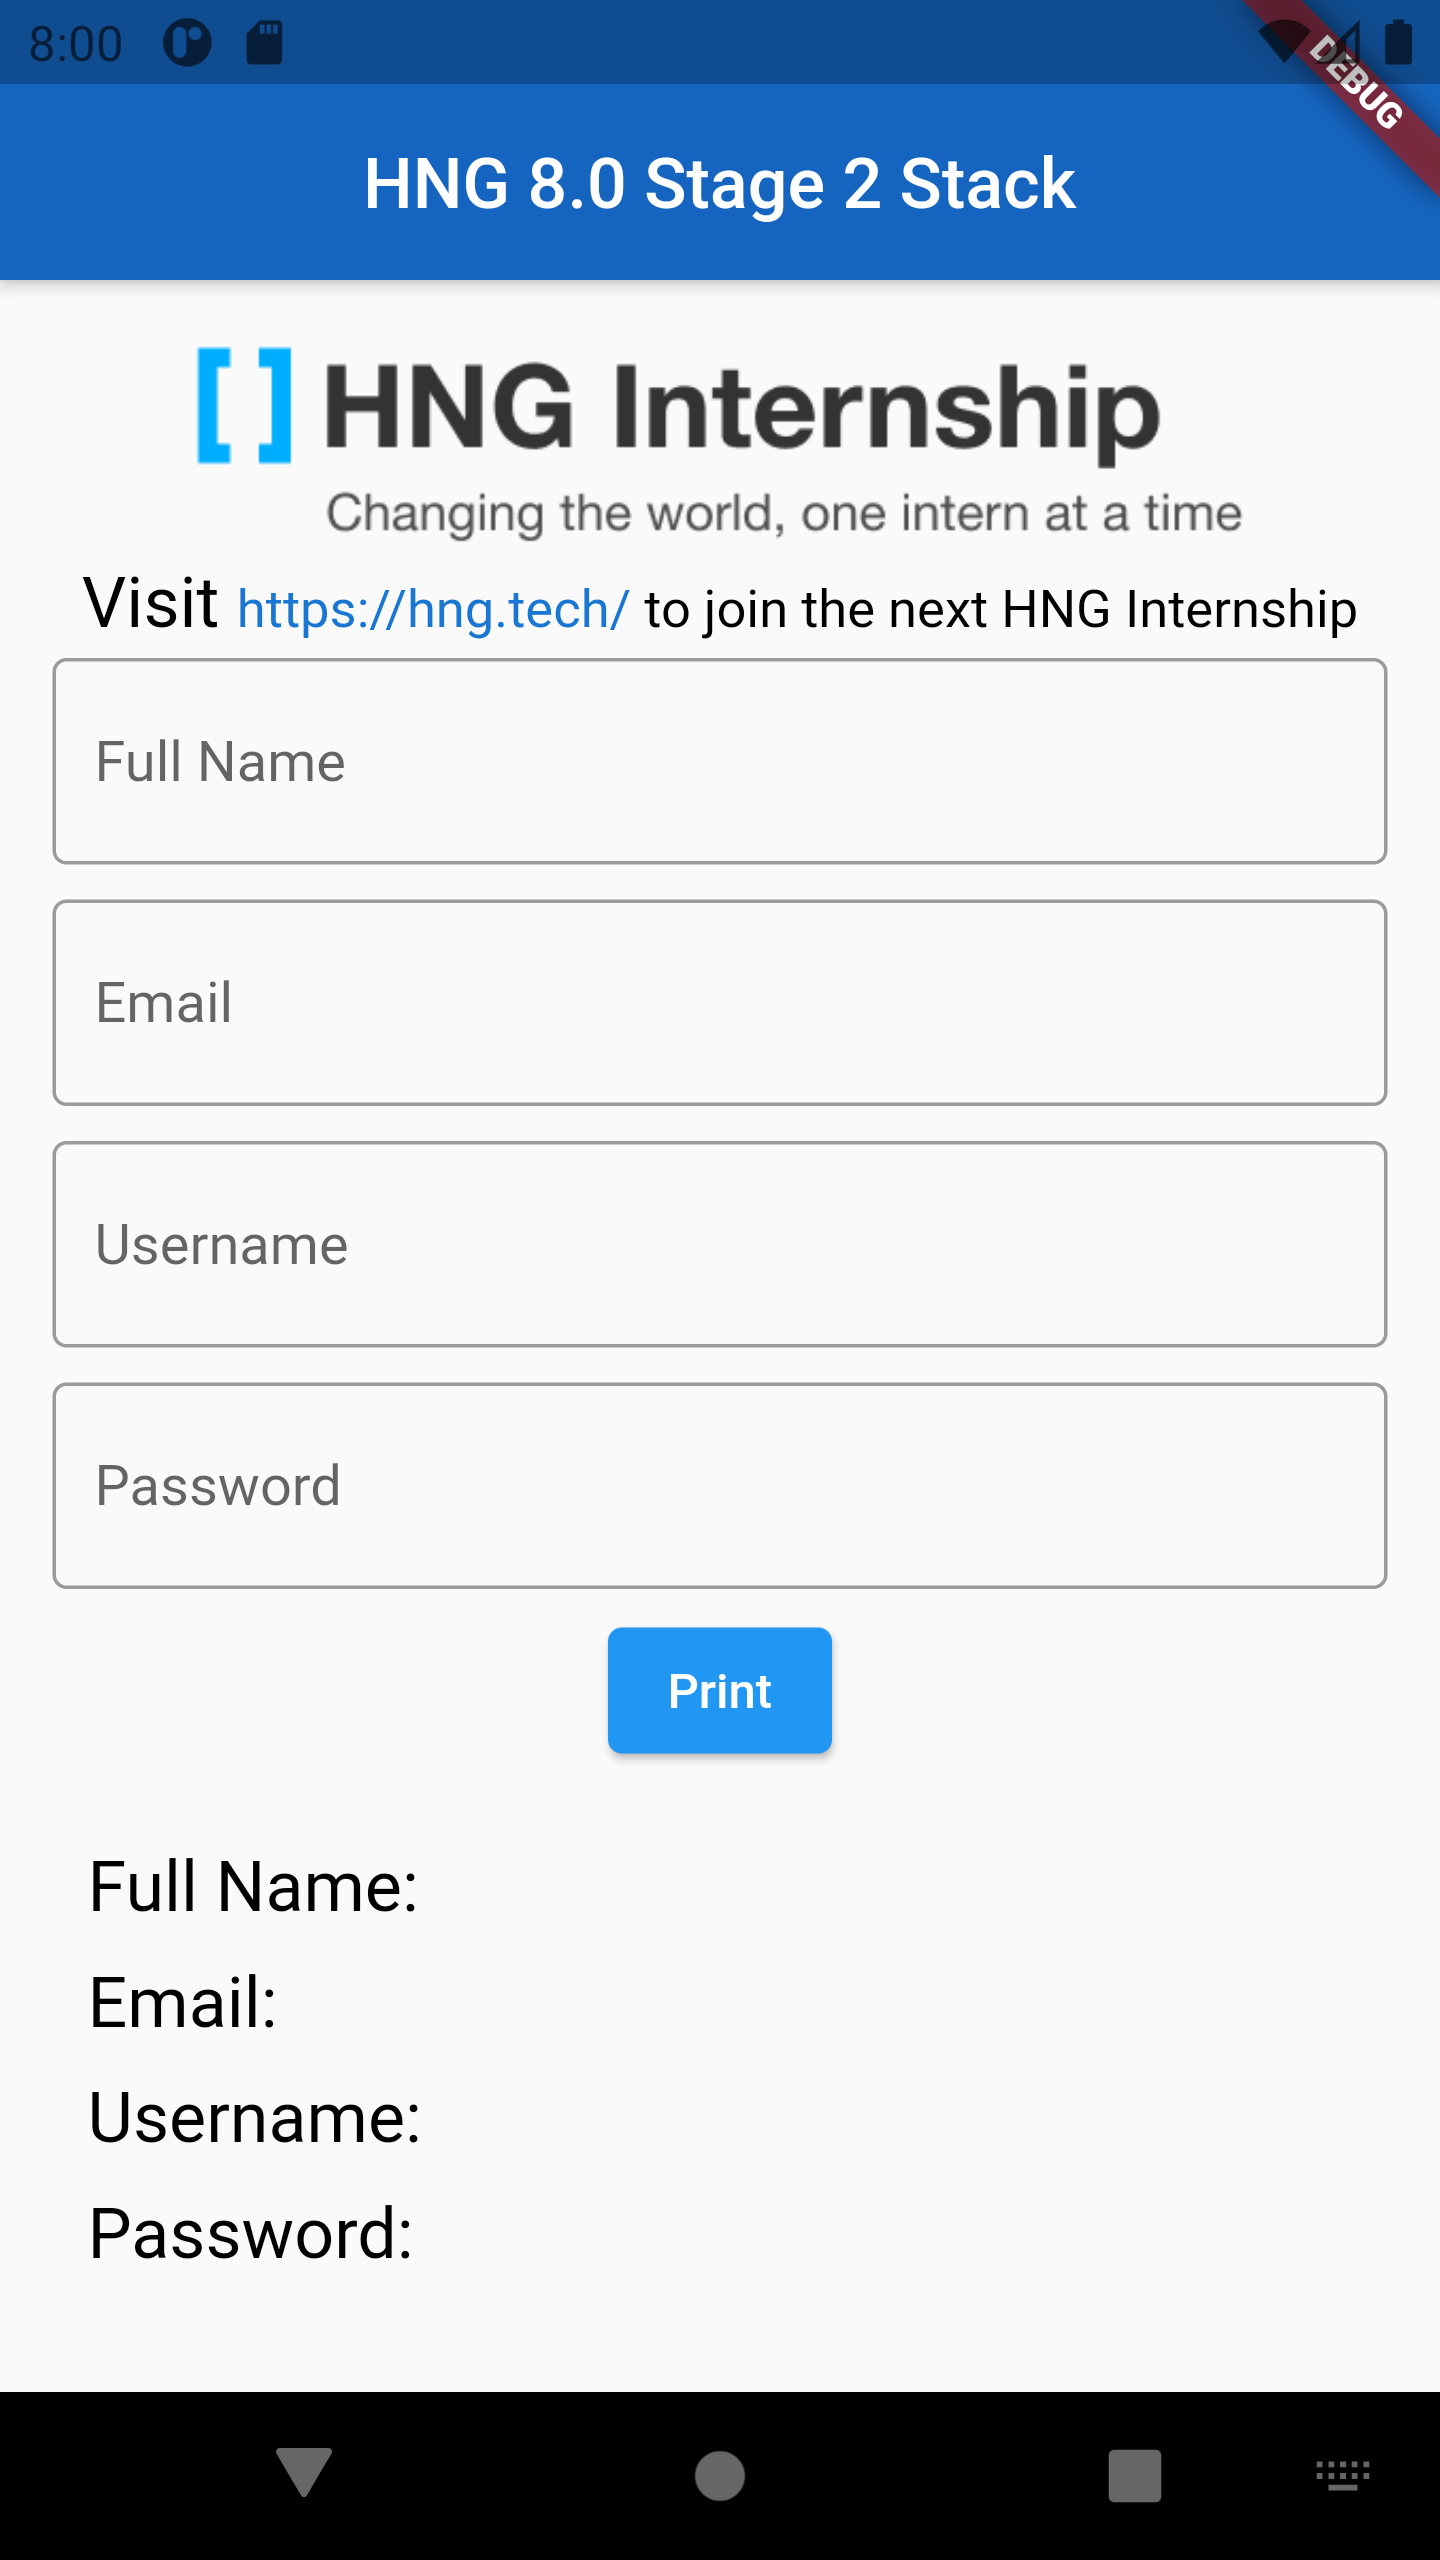 8:00
DEBUG
HNG 8.0 Stage 2 Stack
[ ] HNG Internship
Changing the world, one intern at a time
Visit https://hng.tech/ to join the next HNG Internship
Full Name
Email
Username
Password
Print
Full Name:
Email:
Username:
Password: